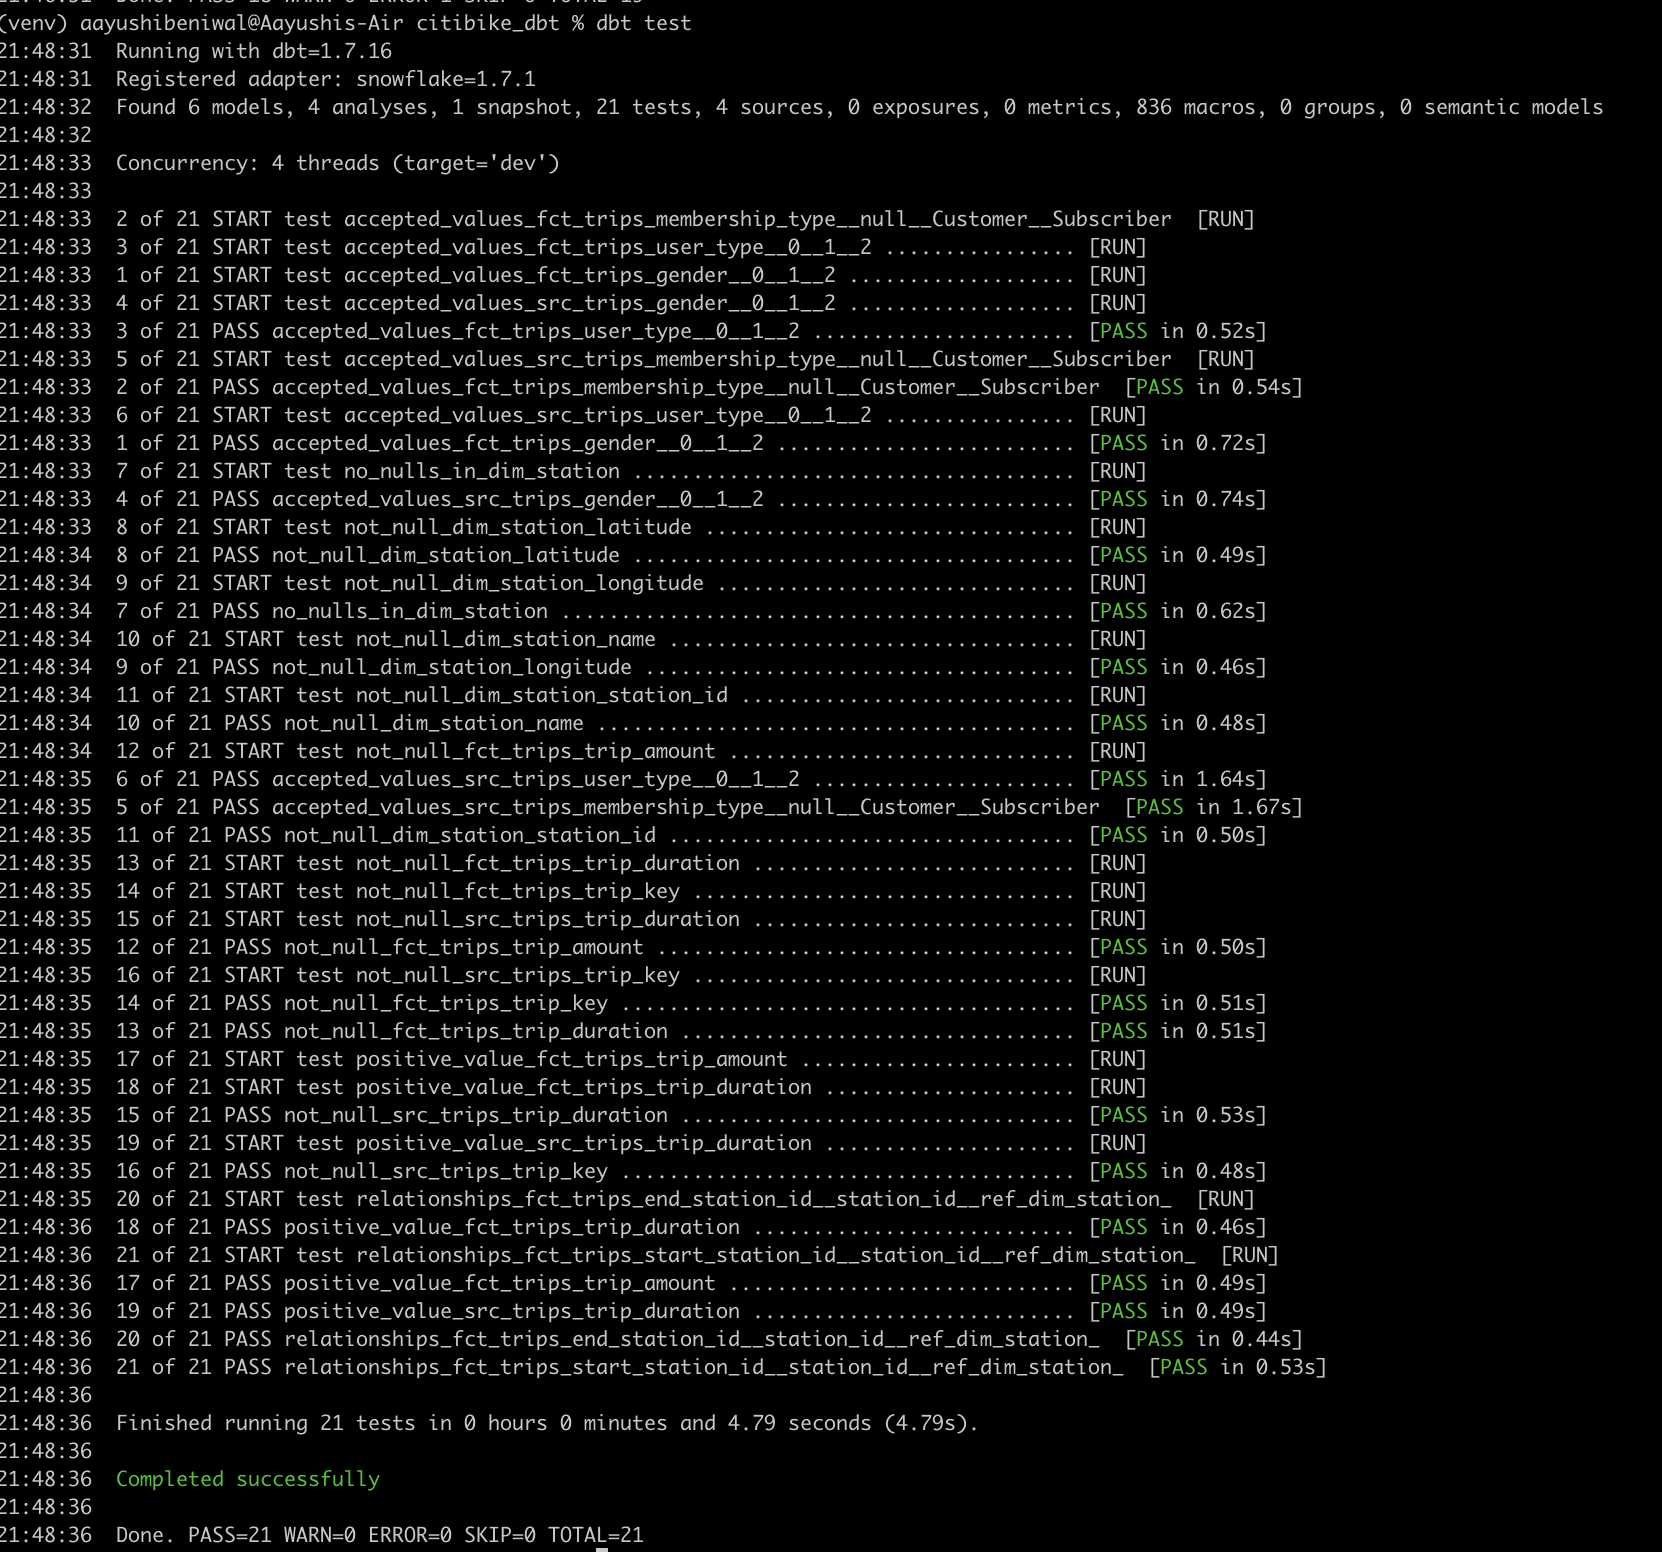 21:48:31  Done. PASS=18 WARN=0 ERROR=1 SKIP=0 TOTAL=19
(venv) aayushibeniwal@Aayushis-Air citibike_dbt % dbt test
21:48:31  Running with dbt=1.7.16
21:48:31  Registered adapter: snowflake=1.7.1
21:48:32  Found 6 models, 4 analyses, 1 snapshot, 21 tests, 4 sources, 0 exposures, 0 metrics, 836 macros, 0 groups, 0 semantic models
21:48:32
21:48:33  Concurrency: 4 threads (target='dev')
21:48:33
21:48:33  2 of 21 START test accepted_values_fct_trips_membership_type__null__Customer__Subscriber  [RUN]
21:48:33  3 of 21 START test accepted_values_fct_trips_user_type__0__1__2 ................ [RUN]
21:48:33  1 of 21 START test accepted_values_fct_trips_gender__0__1__2 ................... [RUN]
21:48:33  4 of 21 START test accepted_values_src_trips_gender__0__1__2 ................... [RUN]
21:48:33  3 of 21 PASS accepted_values_fct_trips_user_type__0__1__2 ...................... [PASS in 0.52s]
21:48:33  5 of 21 START test accepted_values_src_trips_membership_type__null__Customer__Subscriber  [RUN]
21:48:33  2 of 21 PASS accepted_values_fct_trips_membership_type__null__Customer__Subscriber  [PASS in 0.54s]
21:48:33  6 of 21 START test accepted_values_src_trips_user_type__0__1__2 ................ [RUN]
21:48:33  1 of 21 PASS accepted_values_fct_trips_gender__0__1__2 ......................... [PASS in 0.72s]
21:48:33  7 of 21 START test no_nulls_in_dim_station ..................................... [RUN]
21:48:33  4 of 21 PASS accepted_values_src_trips_gender__0__1__2 ......................... [PASS in 0.74s]
21:48:33  8 of 21 START test not_null_dim_station_latitude ............................... [RUN]
21:48:34  8 of 21 PASS not_null_dim_station_latitude ..................................... [PASS in 0.49s]
21:48:34  9 of 21 START test not_null_dim_station_longitude .............................. [RUN]
21:48:34  7 of 21 PASS no_nulls_in_dim_station ........................................... [PASS in 0.62s]
21:48:34  10 of 21 START test not_null_dim_station_name .................................. [RUN]
21:48:34  9 of 21 PASS not_null_dim_station_longitude .................................... [PASS in 0.46s]
21:48:34  11 of 21 START test not_null_dim_station_station_id ............................ [RUN]
21:48:34  10 of 21 PASS not_null_dim_station_name ........................................ [PASS in 0.48s]
21:48:34  12 of 21 START test not_null_fct_trips_trip_amount ............................. [RUN]
21:48:35  6 of 21 PASS accepted_values_src_trips_user_type__0__1__2 ...................... [PASS in 1.64s]
21:48:35  5 of 21 PASS accepted_values_src_trips_membership_type__null__Customer__Subscriber  [PASS in 1.67s]
21:48:35  11 of 21 PASS not_null_dim_station_station_id .................................. [PASS in 0.50s]
21:48:35  13 of 21 START test not_null_fct_trips_trip_duration ........................... [RUN]
21:48:35  14 of 21 START test not_null_fct_trips_trip_key ................................ [RUN]
21:48:35  15 of 21 START test not_null_src_trips_trip_duration ........................... [RUN]
21:48:35  12 of 21 PASS not_null_fct_trips_trip_amount ................................... [PASS in 0.50s]
21:48:35  16 of 21 START test not_null_src_trips_trip_key ................................ [RUN]
21:48:35  14 of 21 PASS not_null_fct_trips_trip_key ...................................... [PASS in 0.51s]
21:48:35  13 of 21 PASS not_null_fct_trips_trip_duration ................................. [PASS in 0.51s]
21:48:35  17 of 21 START test positive_value_fct_trips_trip_amount ....................... [RUN]
21:48:35  18 of 21 START test positive_value_fct_trips_trip_duration ..................... [RUN]
21:48:35  15 of 21 PASS not_null_src_trips_trip_duration ................................. [PASS in 0.53s]
21:48:35  19 of 21 START test positive_value_src_trips_trip_duration ..................... [RUN]
21:48:35  16 of 21 PASS not_null_src_trips_trip_key ...................................... [PASS in 0.48s]
21:48:35  20 of 21 START test relationships_fct_trips_end_station_id__station_id__ref_dim_station_  [RUN]
21:48:36  18 of 21 PASS positive_value_fct_trips_trip_duration ........................... [PASS in 0.46s]
21:48:36  21 of 21 START test relationships_fct_trips_start_station_id__station_id__ref_dim_station_  [RUN]
21:48:36  17 of 21 PASS positive_value_fct_trips_trip_amount ............................. [PASS in 0.49s]
21:48:36  19 of 21 PASS positive_value_src_trips_trip_duration ........................... [PASS in 0.49s]
21:48:36  20 of 21 PASS relationships_fct_trips_end_station_id__station_id__ref_dim_station_  [PASS in 0.44s]
21:48:36  21 of 21 PASS relationships_fct_trips_start_station_id__station_id__ref_dim_station_  [PASS in 0.53s]
21:48:36
21:48:36  Finished running 21 tests in 0 hours 0 minutes and 4.79 seconds (4.79s).
21:48:36
21:48:36  Completed successfully
21:48:36
21:48:36  Done. PASS=21 WARN=0 ERROR=0 SKIP=0 TOTAL=21